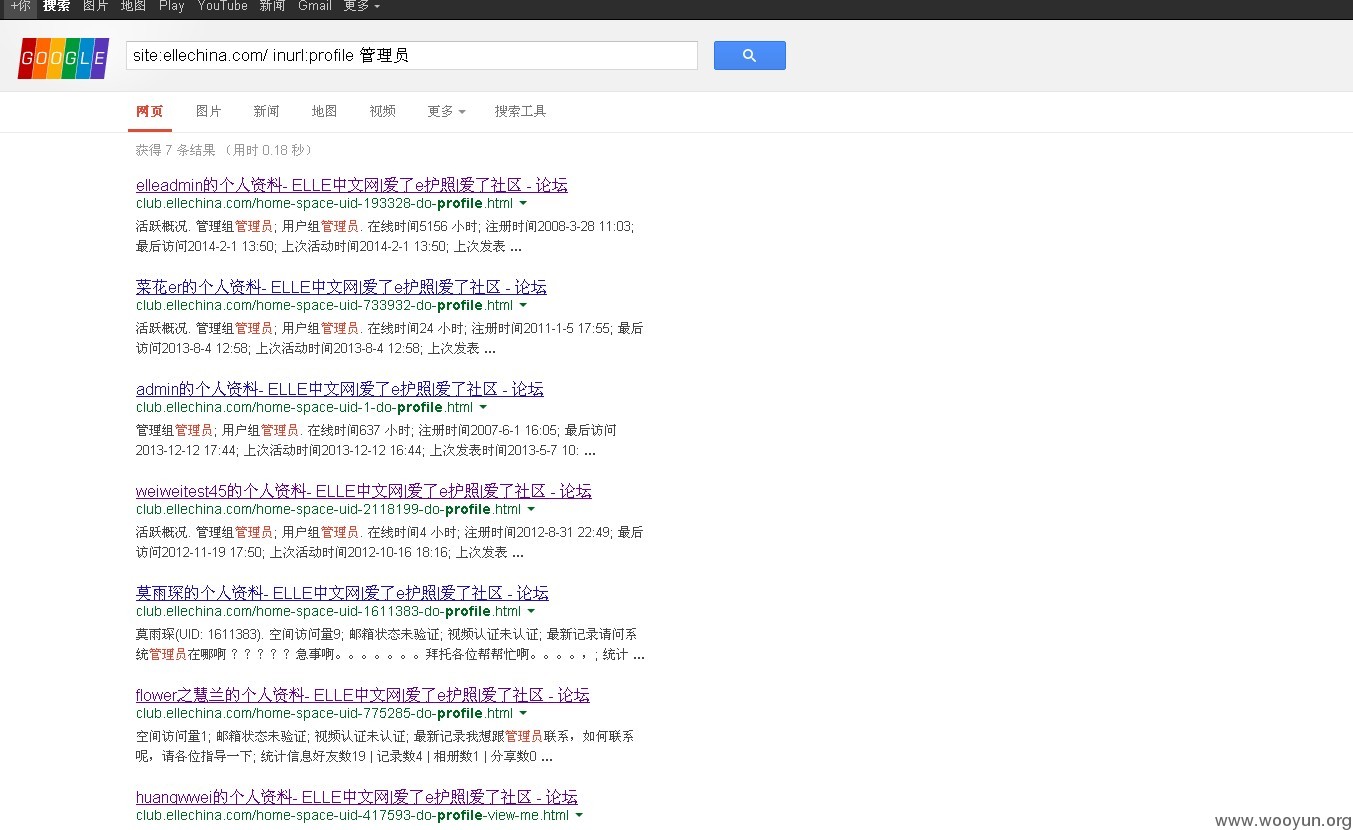 +你 搜索 图片 地图 Play YouTube 新闻 Gmail 更多
GOOGLE site:ellechina.com/ inurl:profile 管理员
网页 图片 新闻 地图 视频 更多 搜索工具
获得 7 条结果 （用时 0.18 秒）
elleadmin的个人资料- ELLE中文网|爱了e护照|爱了社区 - 论坛
club.ellechina.com/home-space-uid-193328-do-profile.html
活跃概况. 管理组管理员; 用户组管理员. 在线时间5156 小时; 注册时间2008-3-28 11:03;
最后访问2014-2-1 13:50; 上次活动时间2014-2-1 13:50; 上次发表 ...
菜花er的个人资料- ELLE中文网|爱了e护照|爱了社区 - 论坛
club.ellechina.com/home-space-uid-733932-do-profile.html
活跃概况. 管理组管理员; 用户组管理员. 在线时间24 小时; 注册时间2011-1-5 17:55; 最后
访问2013-8-4 12:58; 上次活动时间2013-8-4 12:58; 上次发表 ...
admin的个人资料- ELLE中文网|爱了e护照|爱了社区 - 论坛
club.ellechina.com/home-space-uid-1-do-profile.html
管理组管理员; 用户组管理员. 在线时间637 小时; 注册时间2007-6-1 16:05; 最后访问
2013-12-12 17:44; 上次活动时间2013-12-12 16:44; 上次发表时间2013-5-7 10: ...
weiweitest45的个人资料- ELLE中文网|爱了e护照|爱了社区 - 论坛
club.ellechina.com/home-space-uid-2118199-do-profile.html
活跃概况. 管理组管理员; 用户组管理员. 在线时间4 小时; 注册时间2012-8-31 22:49; 最后
访问2012-11-19 17:50; 上次活动时间2012-10-16 18:16; 上次发表 ...
莫雨琛的个人资料- ELLE中文网|爱了e护照|爱了社区 - 论坛
club.ellechina.com/home-space-uid-1611383-do-profile.html
莫雨琛(UID: 1611383). 空间访问量9; 邮箱状态未验证; 视频认证未认证; 最新记录请问系
统管理员在哪啊？？？？？急事啊。。。。。。。拜托各位帮帮忙啊。。。。，; 统计 ...
flower之慧兰的个人资料- ELLE中文网|爱了e护照|爱了社区 - 论坛
club.ellechina.com/home-space-uid-775285-do-profile.html
空间访问量1; 邮箱状态未验证; 视频认证未认证; 最新记录我想跟管理员联系，如何联系
呢，请各位指导一下; 统计信息好友数19 | 记录数4 | 相册数1 | 分享数0 ...
huangwwei的个人资料- ELLE中文网|爱了e护照|爱了社区 - 论坛
club.ellechina.com/home-space-uid-417593-do-profile-view-me.html
www.wooyun.org